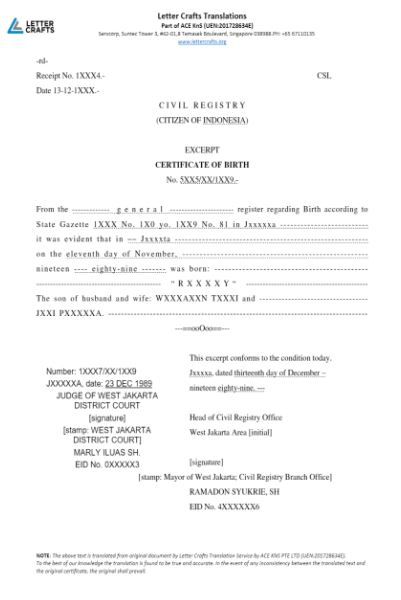 LETTER
CRAFTS
Letter Crafts Translations
Part of ACE KnS (UEN:201728634E)
Senscorp, Suntec Tower 3, #42-01,8 Temasek Boulevard, Singapore 038988.PH: +65 67110135
www.lettercrafts.org
-rd-
Receipt No. 1XXX4.- CSL
Date 13-12-1XXX.-
CIVIL REGISTRY
(CITIZEN OF INDONESIA)
EXCERPT
CERTIFICATE OF BIRTH
No. 5XX5/XX/1XX9.-
From the ------------- general ---------------------- register regarding Birth according to
State Gazette 1XXX No. 1X0 yo. 1XX9 No. 81 in Jxxxxxa --------------------------
it was evident that in -- Jxxxxta --------------------------
on the eleventh day of November, --------------------------
nineteen ---- eighty-nine ------- was born: --------------------------
-------------------------- " R X X X X Y " --------------------------
The son of husband and wife: WXXXAXXN TXXXI and --------------------------
JXXI PXXXXXA. --------------------------
---==ooOoo==---
This excerpt conforms to the condition today,
Jxxxxa, dated thirteenth day of December –
nineteen eighty-nine. ---
Number: 1XXX7/XX/1XX9
JXXXXXA, date: 23 DEC 1989
JUDGE OF WEST JAKARTA
DISTRICT COURT
[signature]
[stamp: WEST JAKARTA
DISTRICT COURT]
MARLY ILUAS SH.
EID No. 0XXXXX3
Head of Civil Registry Office
West Jakarta Area [initial]
[signature]
[stamp: Mayor of West Jakarta; Civil Registry Branch Office]
RAMADON SYUKRIE, SH
EID No. 4XXXXXX6
NOTE: The above text is translated from original document by Letter Crafts Translation Service by ACE KNS PTE LTD (UEN:201728634E).
To the best of our knowledge the translation is found to be true and accurate. In the event of any inconsistency between the translated text and
the original certificate, the original shall prevail.